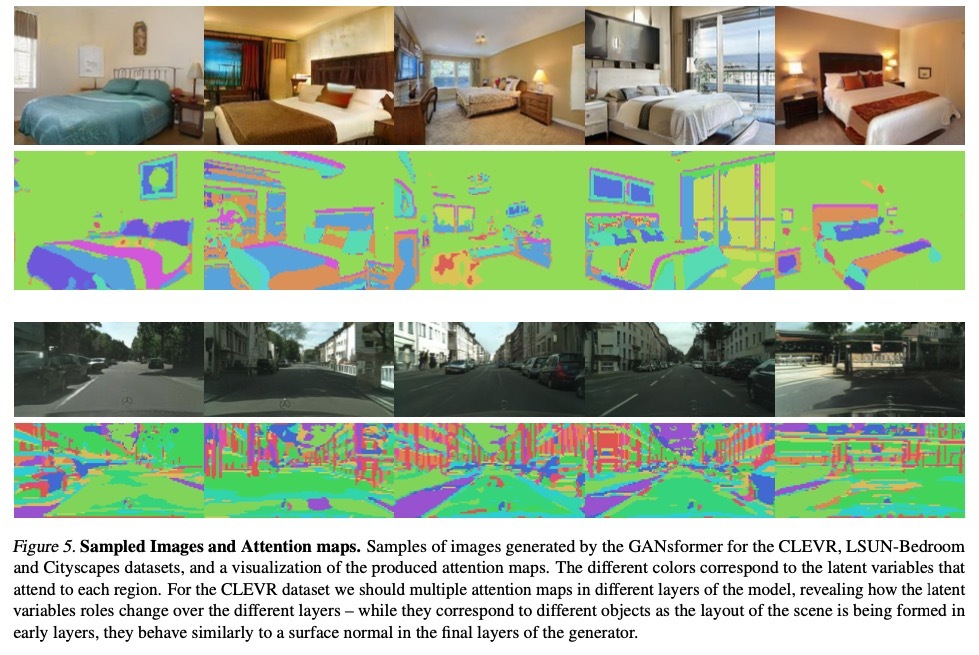 Figure 5. Sampled Images and Attention maps. Samples of images generated by the GANsformer for the CLEVR, LSUN-Bedroom
and Cityscapes datasets, and a visualization of the produced attention maps. The different colors correspond to the latent variables that
attend to each region. For the CLEVR dataset we should multiple attention maps in different layers of the model, revealing how the latent
variables roles change over the different layers – while they correspond to different objects as the layout of the scene is being formed in
early layers, they behave similarly to a surface normal in the final layers of the generator.